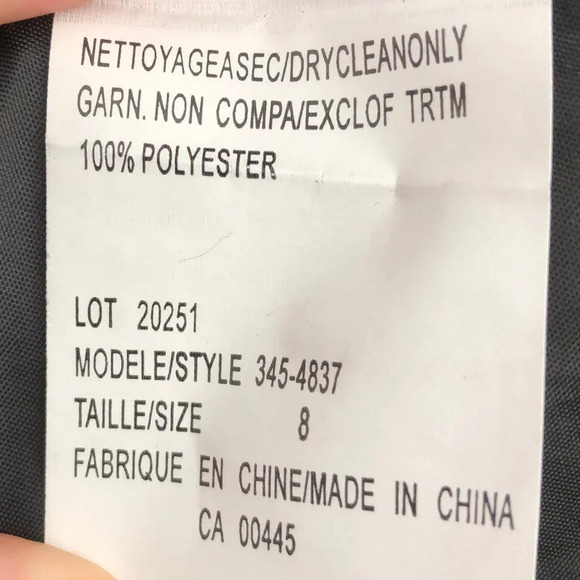 NETTOYAGEASEC/DRYCLEANONLY
GARN. NON COMPA/EXCLOF TRTM
100% POLYESTER
LOT 20251
MODELE/STYLE 345-4837
TAILLE/SIZE 8
FABRIQUE EN CHINE/MADE IN CHINA
CA 00445